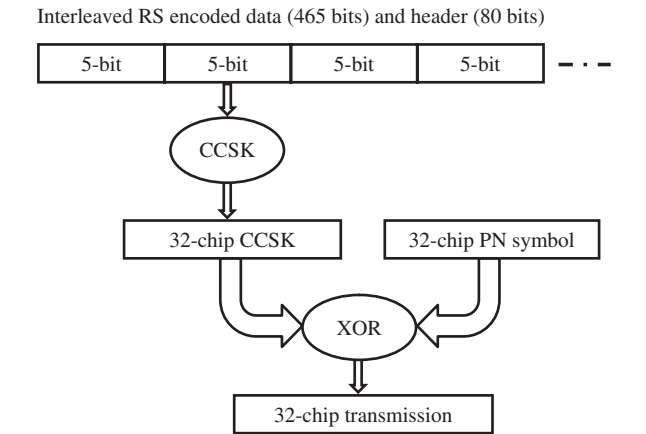 Interleaved RS encoded data (465 bits) and header (80 bits)
5-bit 5-bit 5-bit 5-bit
CCSK
32-chip CCSK 32-chip PN symbol
XOR
32-chip transmission